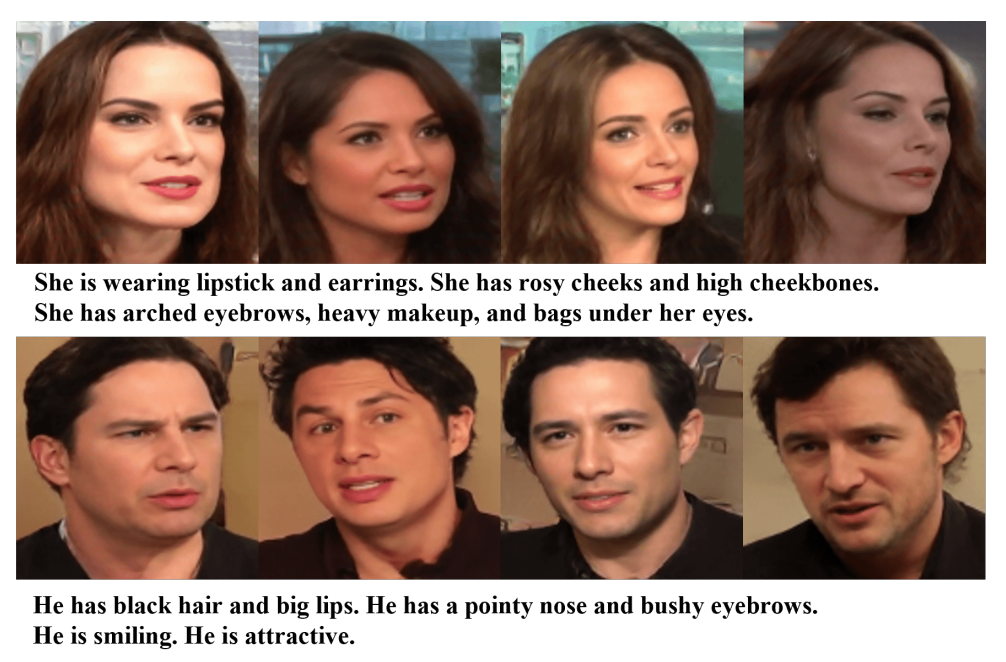 She is wearing lipstick and earrings. She has rosy cheeks and high cheekbones.
She has arched eyebrows, heavy makeup, and bags under her eyes.
He has black hair and big lips. He has a pointy nose and bushy eyebrows.
He is smiling. He is attractive.